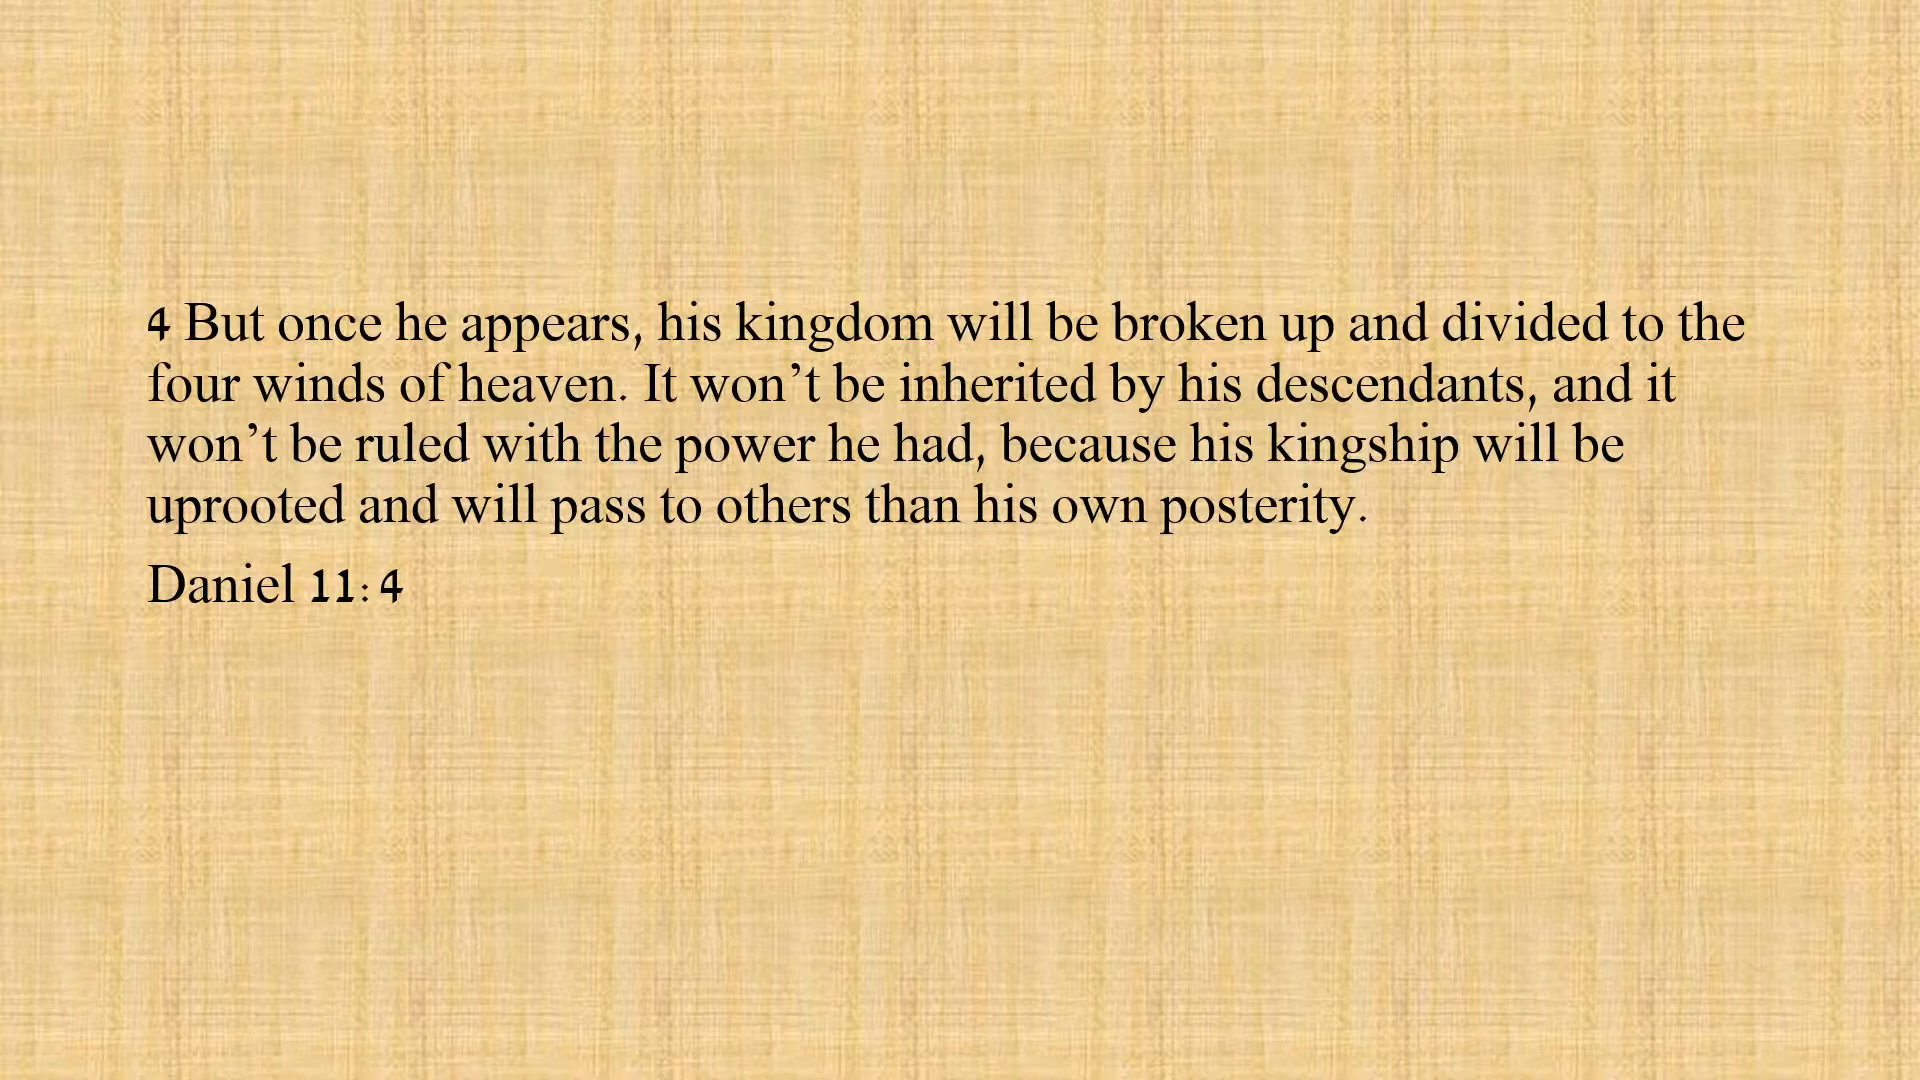 4 But once he appears, his kingdom will be broken up and divided to the
four winds of heaven. It won’t be inherited by his descendants, and it
won’t be ruled with the power he had, because his kingship will be
uprooted and will pass to others than his own posterity.
Daniel 11:4